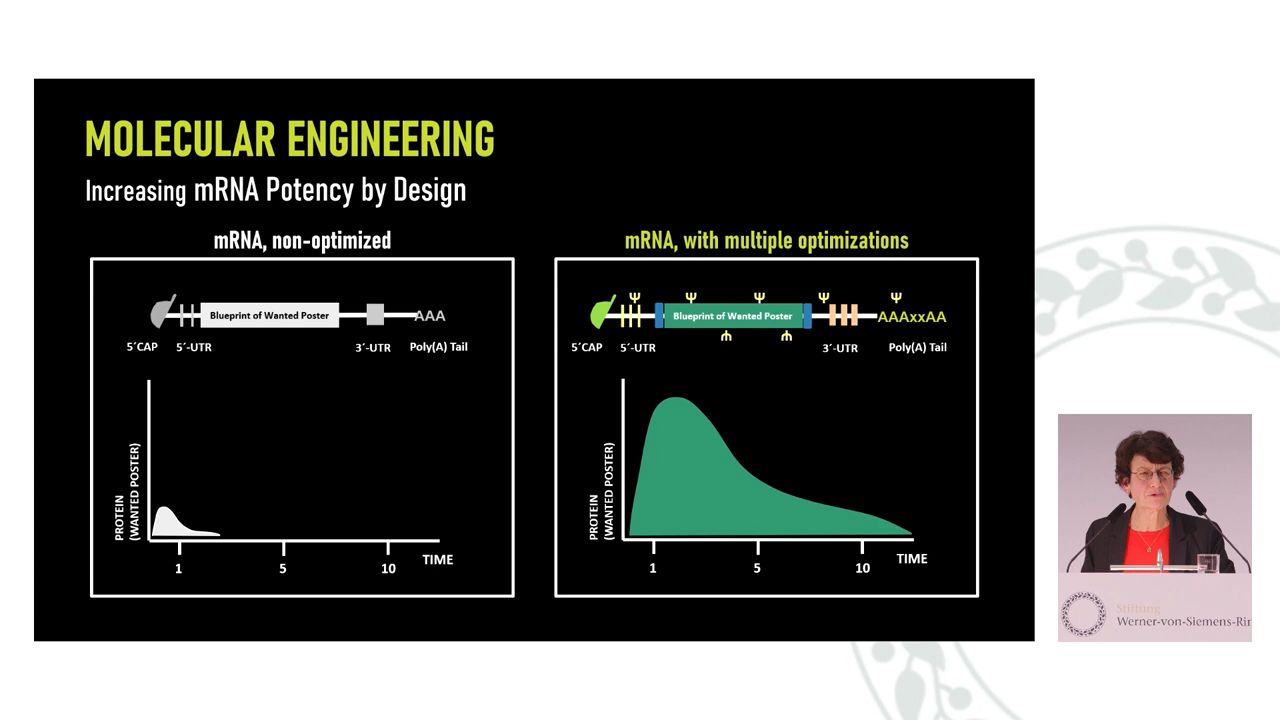 MOLECULAR ENGINEERING
Increasing mRNA Potency by Design
mRNA, non-optimized
Blueprint of Wanted Poster
AAA
5´CAP 5´-UTR 3´-UTR Poly(A) Tail
PROTEIN
(WANTED POSTER)
1 5 10
TIME
mRNA, with multiple optimizations
Ψ Ψ Ψ Ψ Ψ
Blueprint of Wanted Poster
AAAxxAA
Ψ Ψ
5´CAP 5´-UTR 3´-UTR Poly(A) Tail
PROTEIN
(WANTED POSTER)
1 5 10
TIME
Stiftung
Werner-von-Siemens-Rin